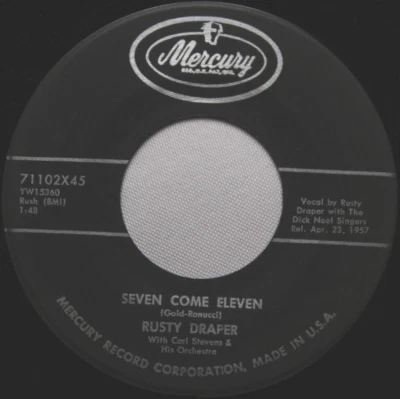 Mercury
71102X45
YW15360
Rush (BMI)
1:48
Vocal by Rusty
Draper with The
Dick Noel Singers
Rel. Apr. 23, 1957
SEVEN COME ELEVEN
(Gold-Ronucci)
RUSTY DRAPER
With Carl Stevens &
His Orchestra
MERCURY RECORD CORPORATION, MADE IN U.S.A.